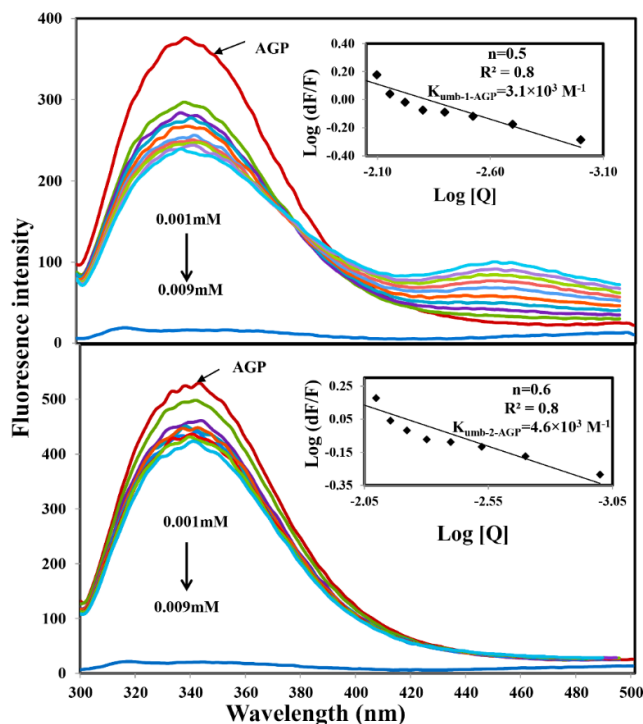 Fluoresence intensity
400
300
200
100
0
AGP
0.001mM
0.009mM
Log (dF/F)
0.40
0.20
0.00
-0.20
-0.40
n=0.5
R² = 0.8
Kumb-1-AGP=3.1×10³ M⁻¹
-2.10
-2.60
-3.10
Log [Q]
500
400
300
200
100
0
AGP
0.001mM
0.009mM
Log (dF/F)
0.25
0.05
-0.15
-0.35
n=0.6
R² = 0.8
Kumb-2-AGP=4.6×10³ M⁻¹
-2.05
-2.55
-3.05
Log [Q]
300
320
340
360
380
400
420
440
460
480
500
Wavelength (nm)